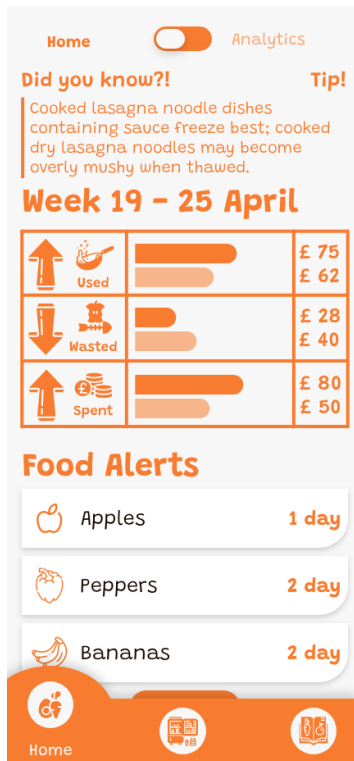 Home
Analytics
Did you know?! Tip!
Cooked lasagna noodle dishes
containing sauce freeze best; cooked
dry lasagna noodles may become
overly mushy when thawed.
Week 19 - 25 April
Used
£ 75
£ 62
Wasted
£ 28
£ 40
£
Spent
£ 80
£ 50
Food Alerts
Apples 1 day
Peppers 2 day
Bananas 2 day
Home